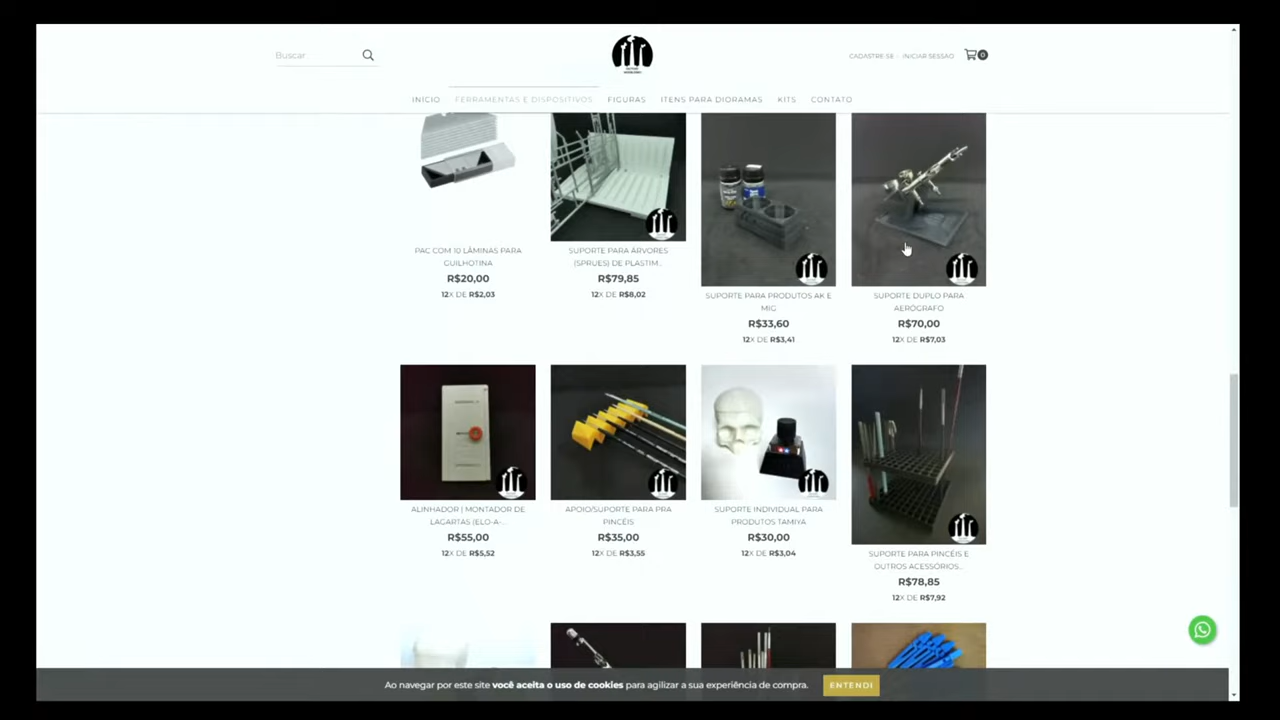 Buscar
CADASTRE-SE
INICIAR SESSÃO
0
INÍCIO
FERRAMENTAS E DISPOSITIVOS
FIGURAS
ITENS PARA DIORAMAS
KITS
CONTATO
PAC COM 10 LÂMINAS PARA
GUILHOTINA
R$20,00
12X DE R$2,03
SUPORTE PARA ÁRVORES
(SPRUES) DE PLASTIM...
R$79,85
12X DE R$8,02
SUPORTE PARA PRODUTOS AK E
MIG
R$33,60
12X DE R$3,41
SUPORTE DUPLO PARA
AERÓGRAFO
R$70,00
12X DE R$7,03
ALINHADOR | MONTADOR DE
LAGARTAS (ELO-A-...
R$55,00
12X DE R$5,52
APOIO/SUPORTE PARA PRA
PINCÉIS
R$35,00
12X DE R$3,55
SUPORTE INDIVIDUAL PARA
PRODUTOS TAMIYA
R$30,00
12X DE R$3,04
SUPORTE PARA PINCÉIS E
OUTROS ACESSÓRIOS...
R$78,85
12X DE R$7,92
Ao navegar por este site você aceita o uso de cookies para agilizar a sua experiência de compra.
ENTENDI